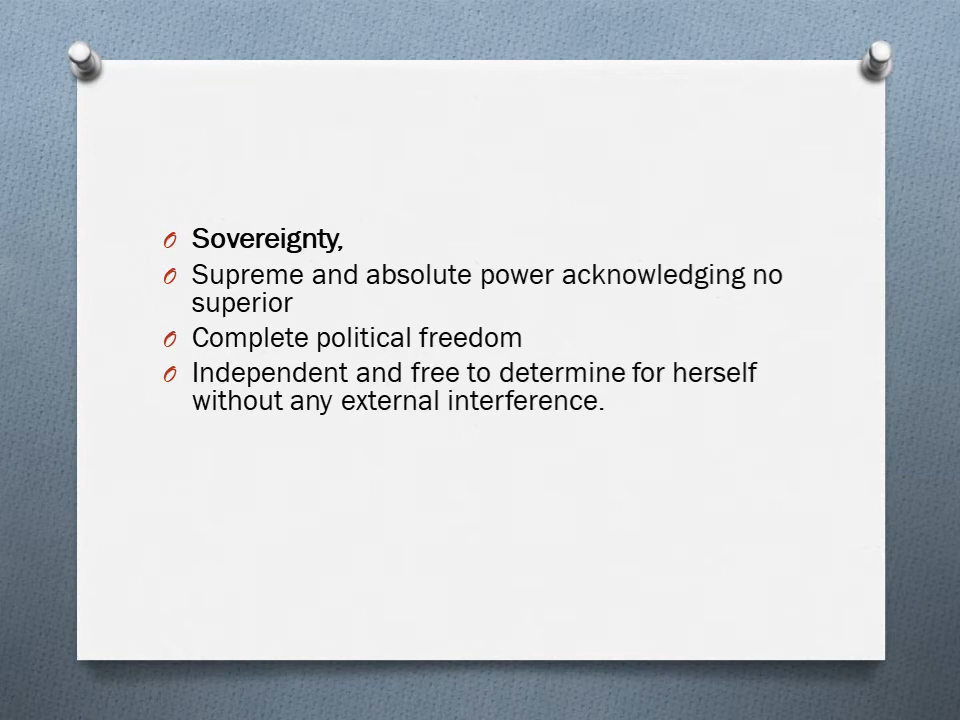 Sovereignty,
Supreme and absolute power acknowledging no
superior
Complete political freedom
Independent and free to determine for herself
without any external interference.